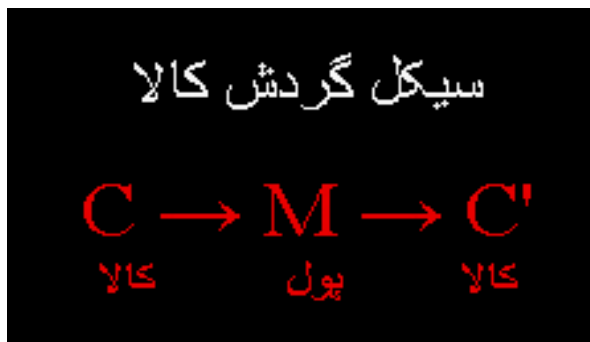 سیکل گردش کالا
C → M → C'
کالا پول کالا